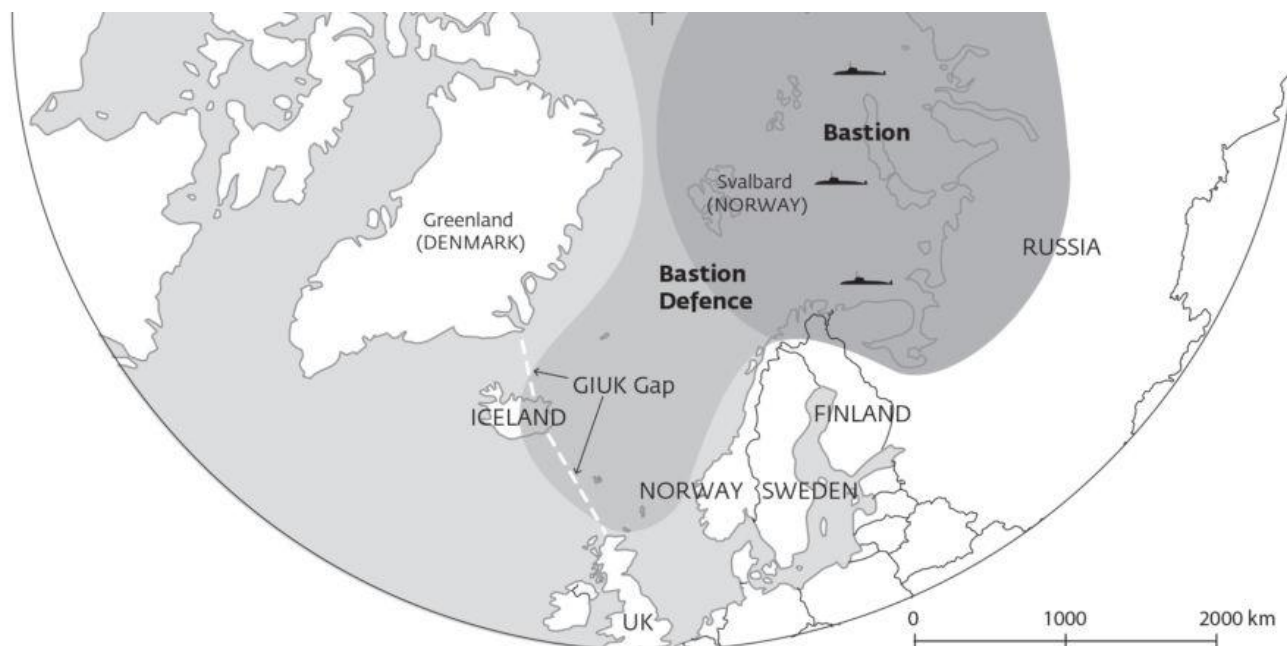 Bastion
Svalbard
(NORWAY)
Greenland
(DENMARK)
RUSSIA
Bastion
Defence
GIUK Gap
ICELAND
FINLAND
NORWAY
SWEDEN
UK
0 1000 2000 km